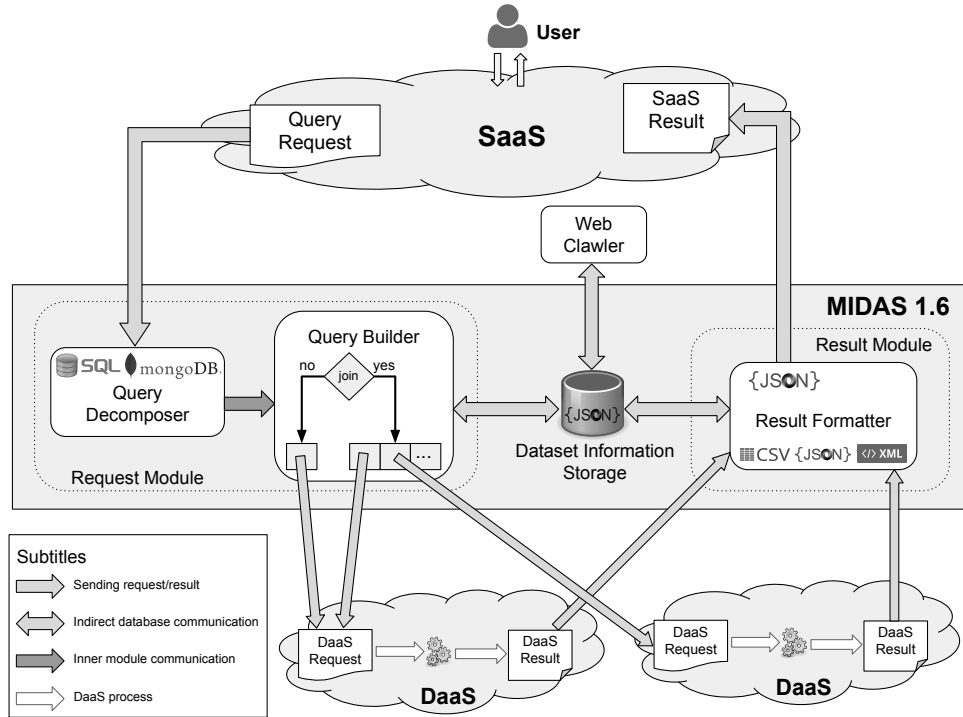 User
Query
Request
SaaS
SaaS
Result
Web
Clawler
MIDAS 1.6
Query Builder
no
join
yes
Result Module
SQL mongoDB®
Query
Decomposer
{JSON}
Dataset Information
Storage
{JSON}
Result Formatter
CSV {JSON} </> XML
...
Request Module
Subtitles
Sending request/result
Indirect database communication
Inner module communication
DaaS process
DaaS
Request
DaaS
Result
DaaS
DaaS
Request
DaaS
Result
DaaS